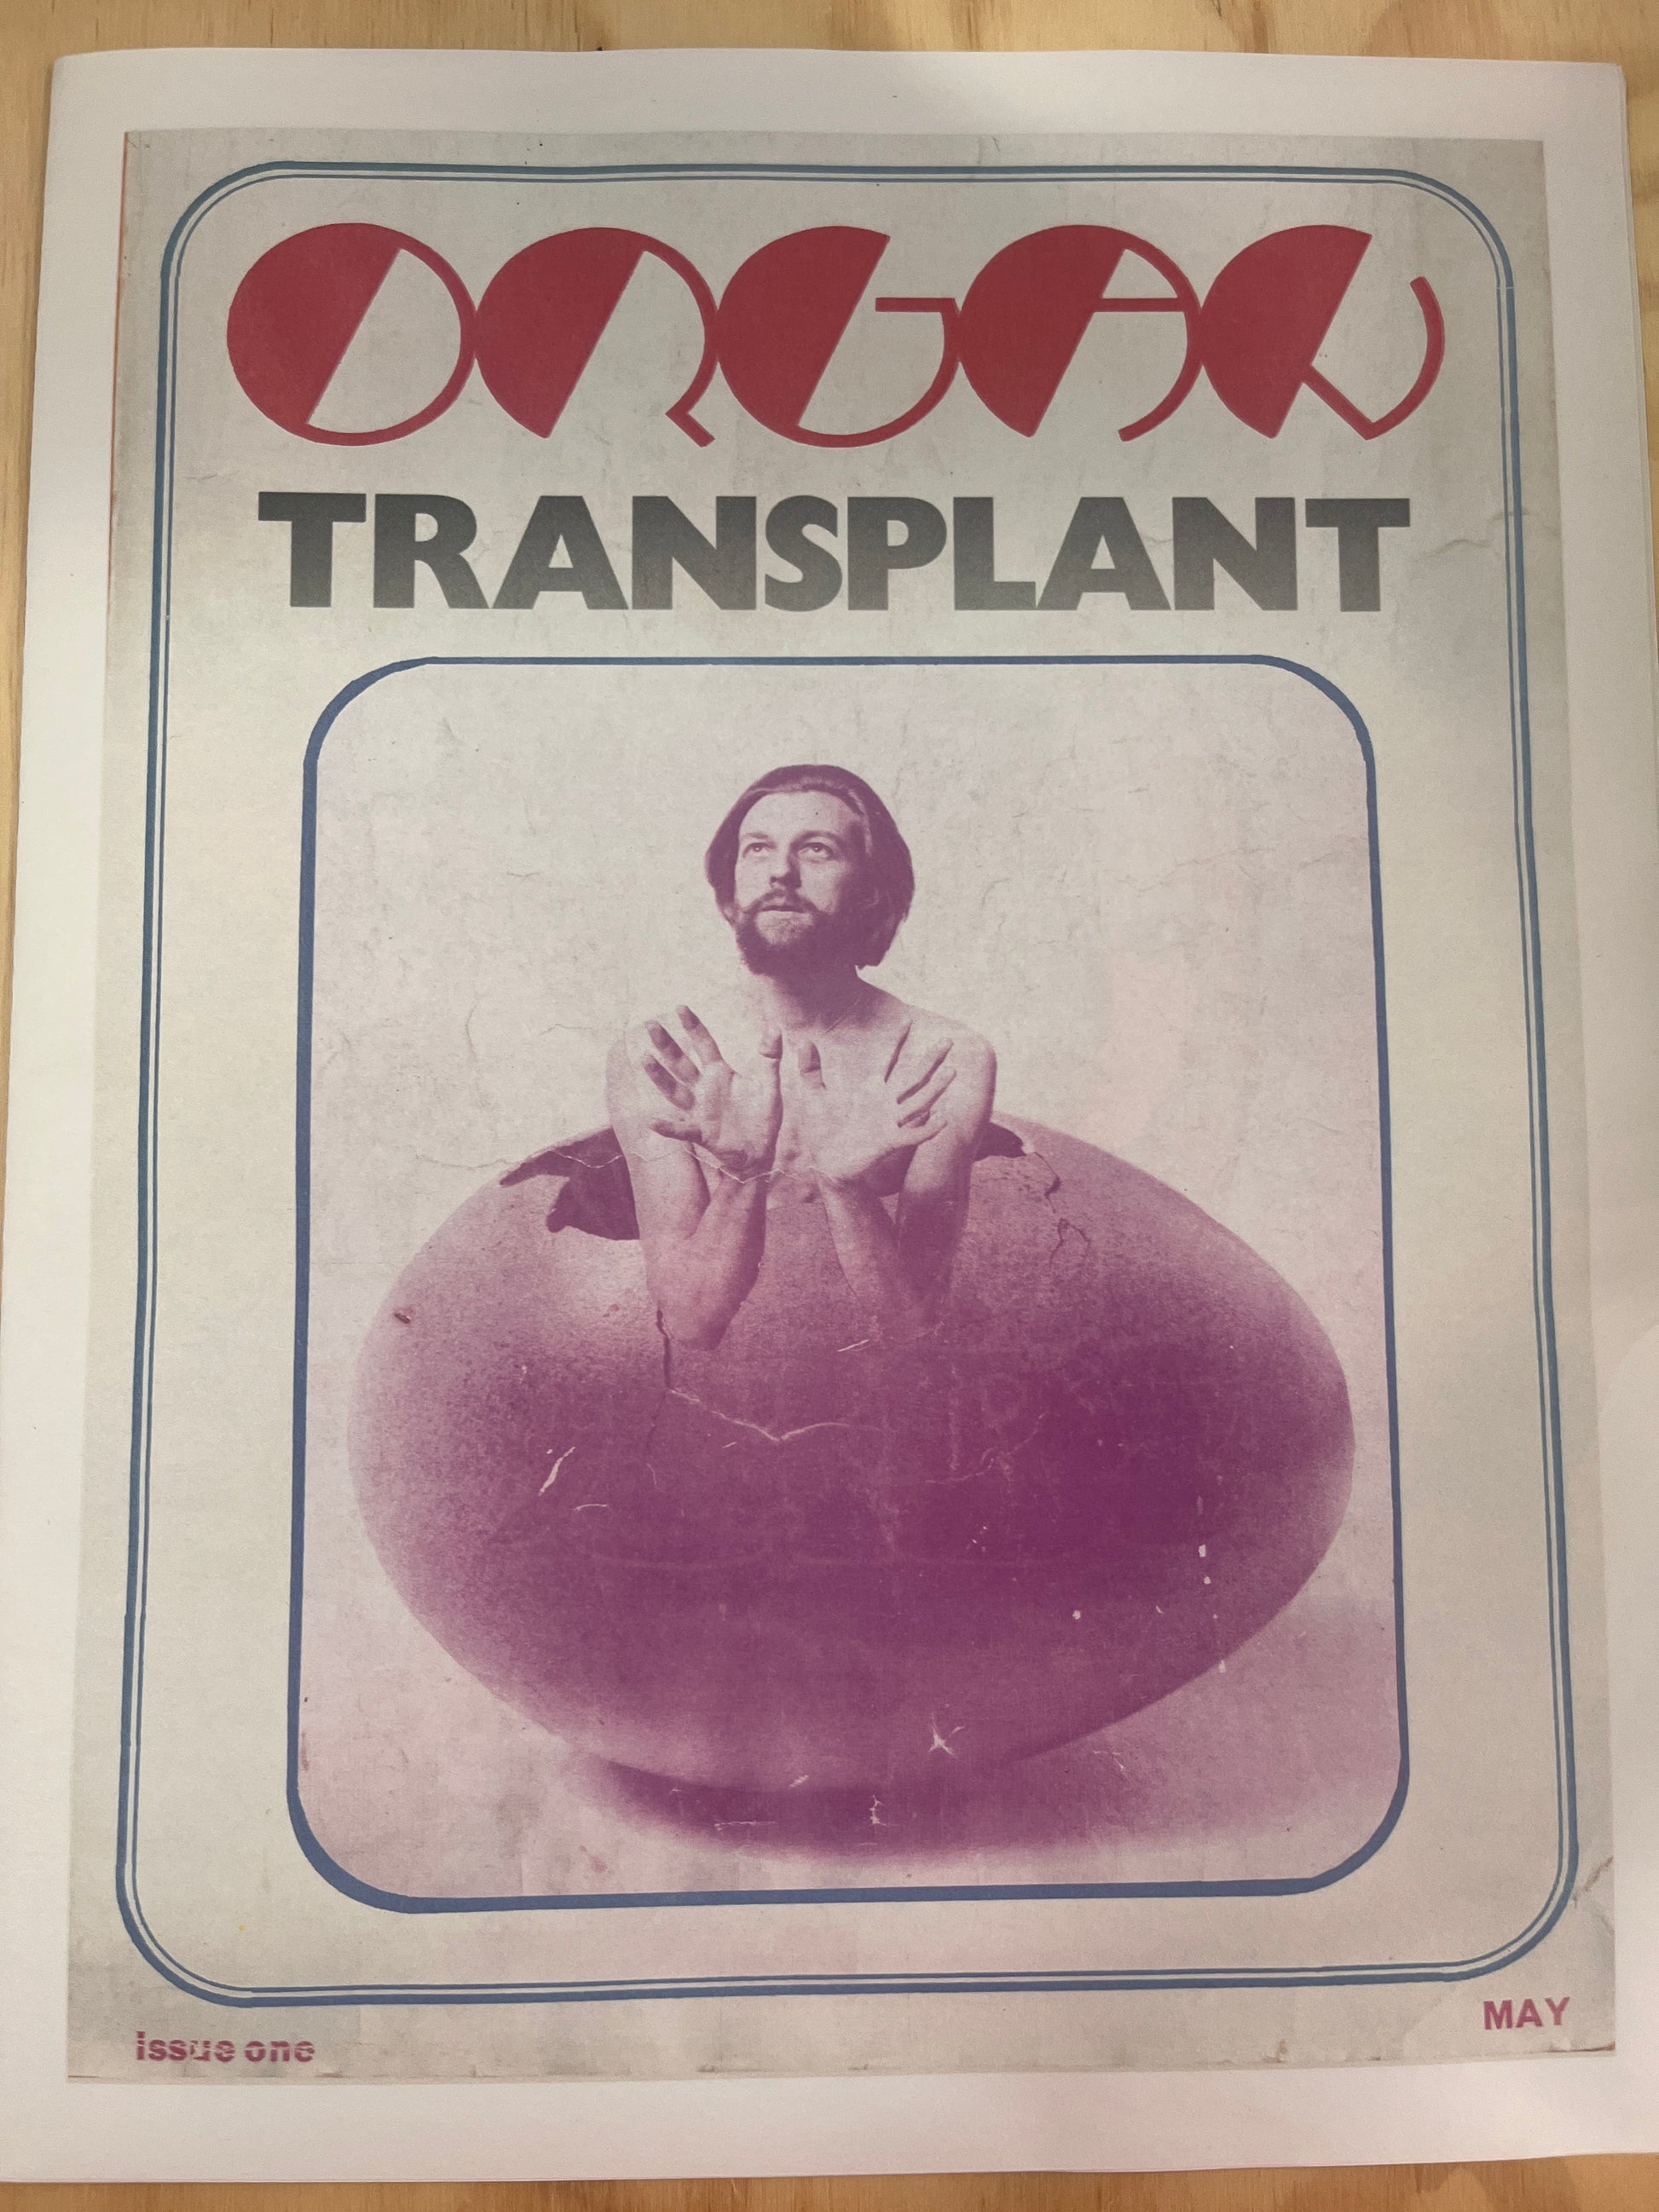 ORGAN
TRANSPLANT
issue one
MAY